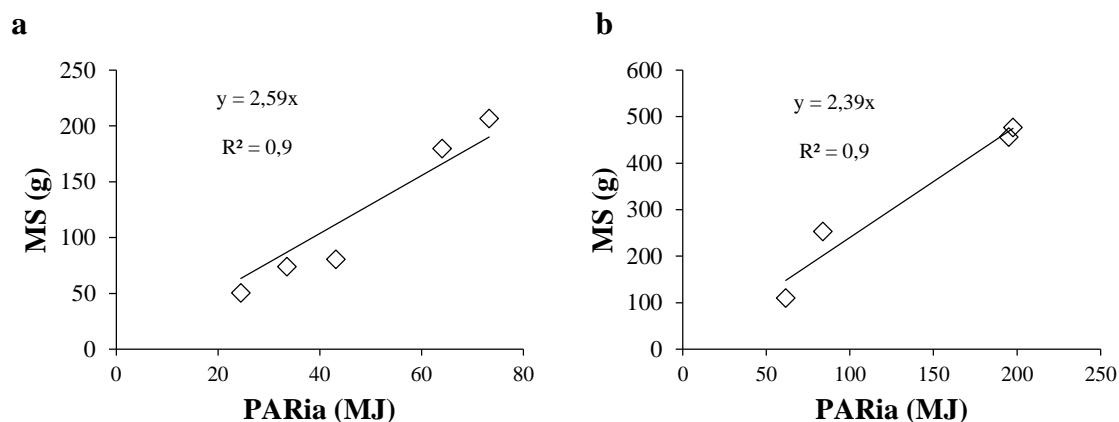 a
250
200
150
100
50
0
0 20 40 60 80
MS (g)
PARia (MJ)
y = 2,59x
R² = 0,9
b
600
500
400
300
200
100
0
0 50 100 150 200 250
MS (g)
PARia (MJ)
y = 2,39x
R² = 0,9